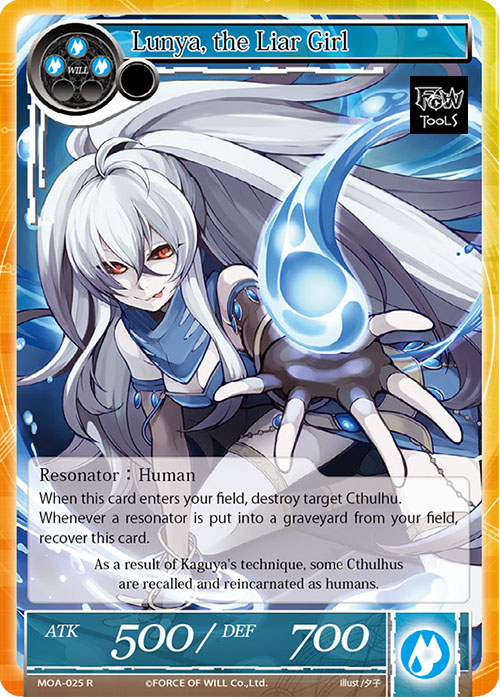 Lunya, the Liar Girl
WILL
FOW
TOOLS
Resonator : Human
When this card enters your field, destroy target Cthulhu.
Whenever a resonator is put into a graveyard from your field,
recover this card.
As a result of Kaguya's technique, some Cthulhus
are recalled and reincarnated as humans.
ATK 500 / DEF 700
MOA-025 R ©FORCE OF WILL Co.,Ltd. Illust/夕子